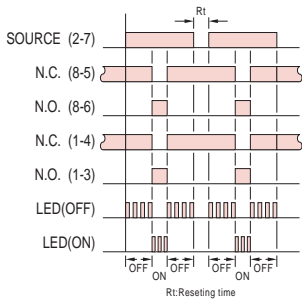 Rt
SOURCE (2-7)
N.C. (8-5)
N.O. (8-6)
N.C. (1-4)
N.O. (1-3)
LED(OFF)
LED(ON)
OFF OFF OFF OFF
ON ON
Rt:Reseting time